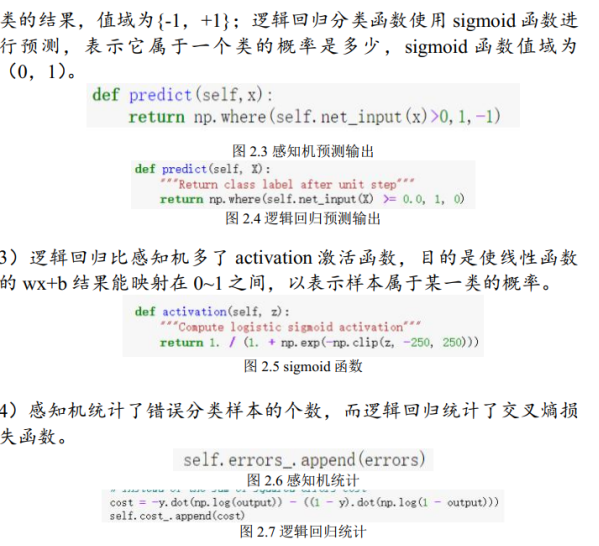 类的结果，值域为{-1，+1}；逻辑回归分类函数使用 sigmoid 函数进
行预测，表示它属于一个类的概率是多少，sigmoid 函数值域为
（0，1）。
def predict(self,x):
return np.where(self.net_input(x)>0,1,-1)
图 2.3 感知机预测输出
def predict(self, X):
"""Return class label after unit step"""
return np.where(self.net_input(X) >= 0.0, 1, 0)
图 2.4 逻辑回归预测输出
3）逻辑回归比感知机多了 activation 激活函数，目的是使线性函数
的 wx+b 结果能映射在 0~1 之间，以表示样本属于某一类的概率。
def activation(self, z):
"""Compute logistic sigmoid activation"""
return 1. / (1. + np.exp(-np.clip(z, -250, 250)))
图 2.5 sigmoid 函数
4）感知机统计了错误分类样本的个数，而逻辑回归统计了交叉熵损
失函数。
self.errors_.append(errors)
图 2.6 感知机统计
cost = -y.dot(np.log(output)) - ((1 - y).dot(np.log(1 - output)))
self.cost_.append(cost)
图 2.7 逻辑回归统计